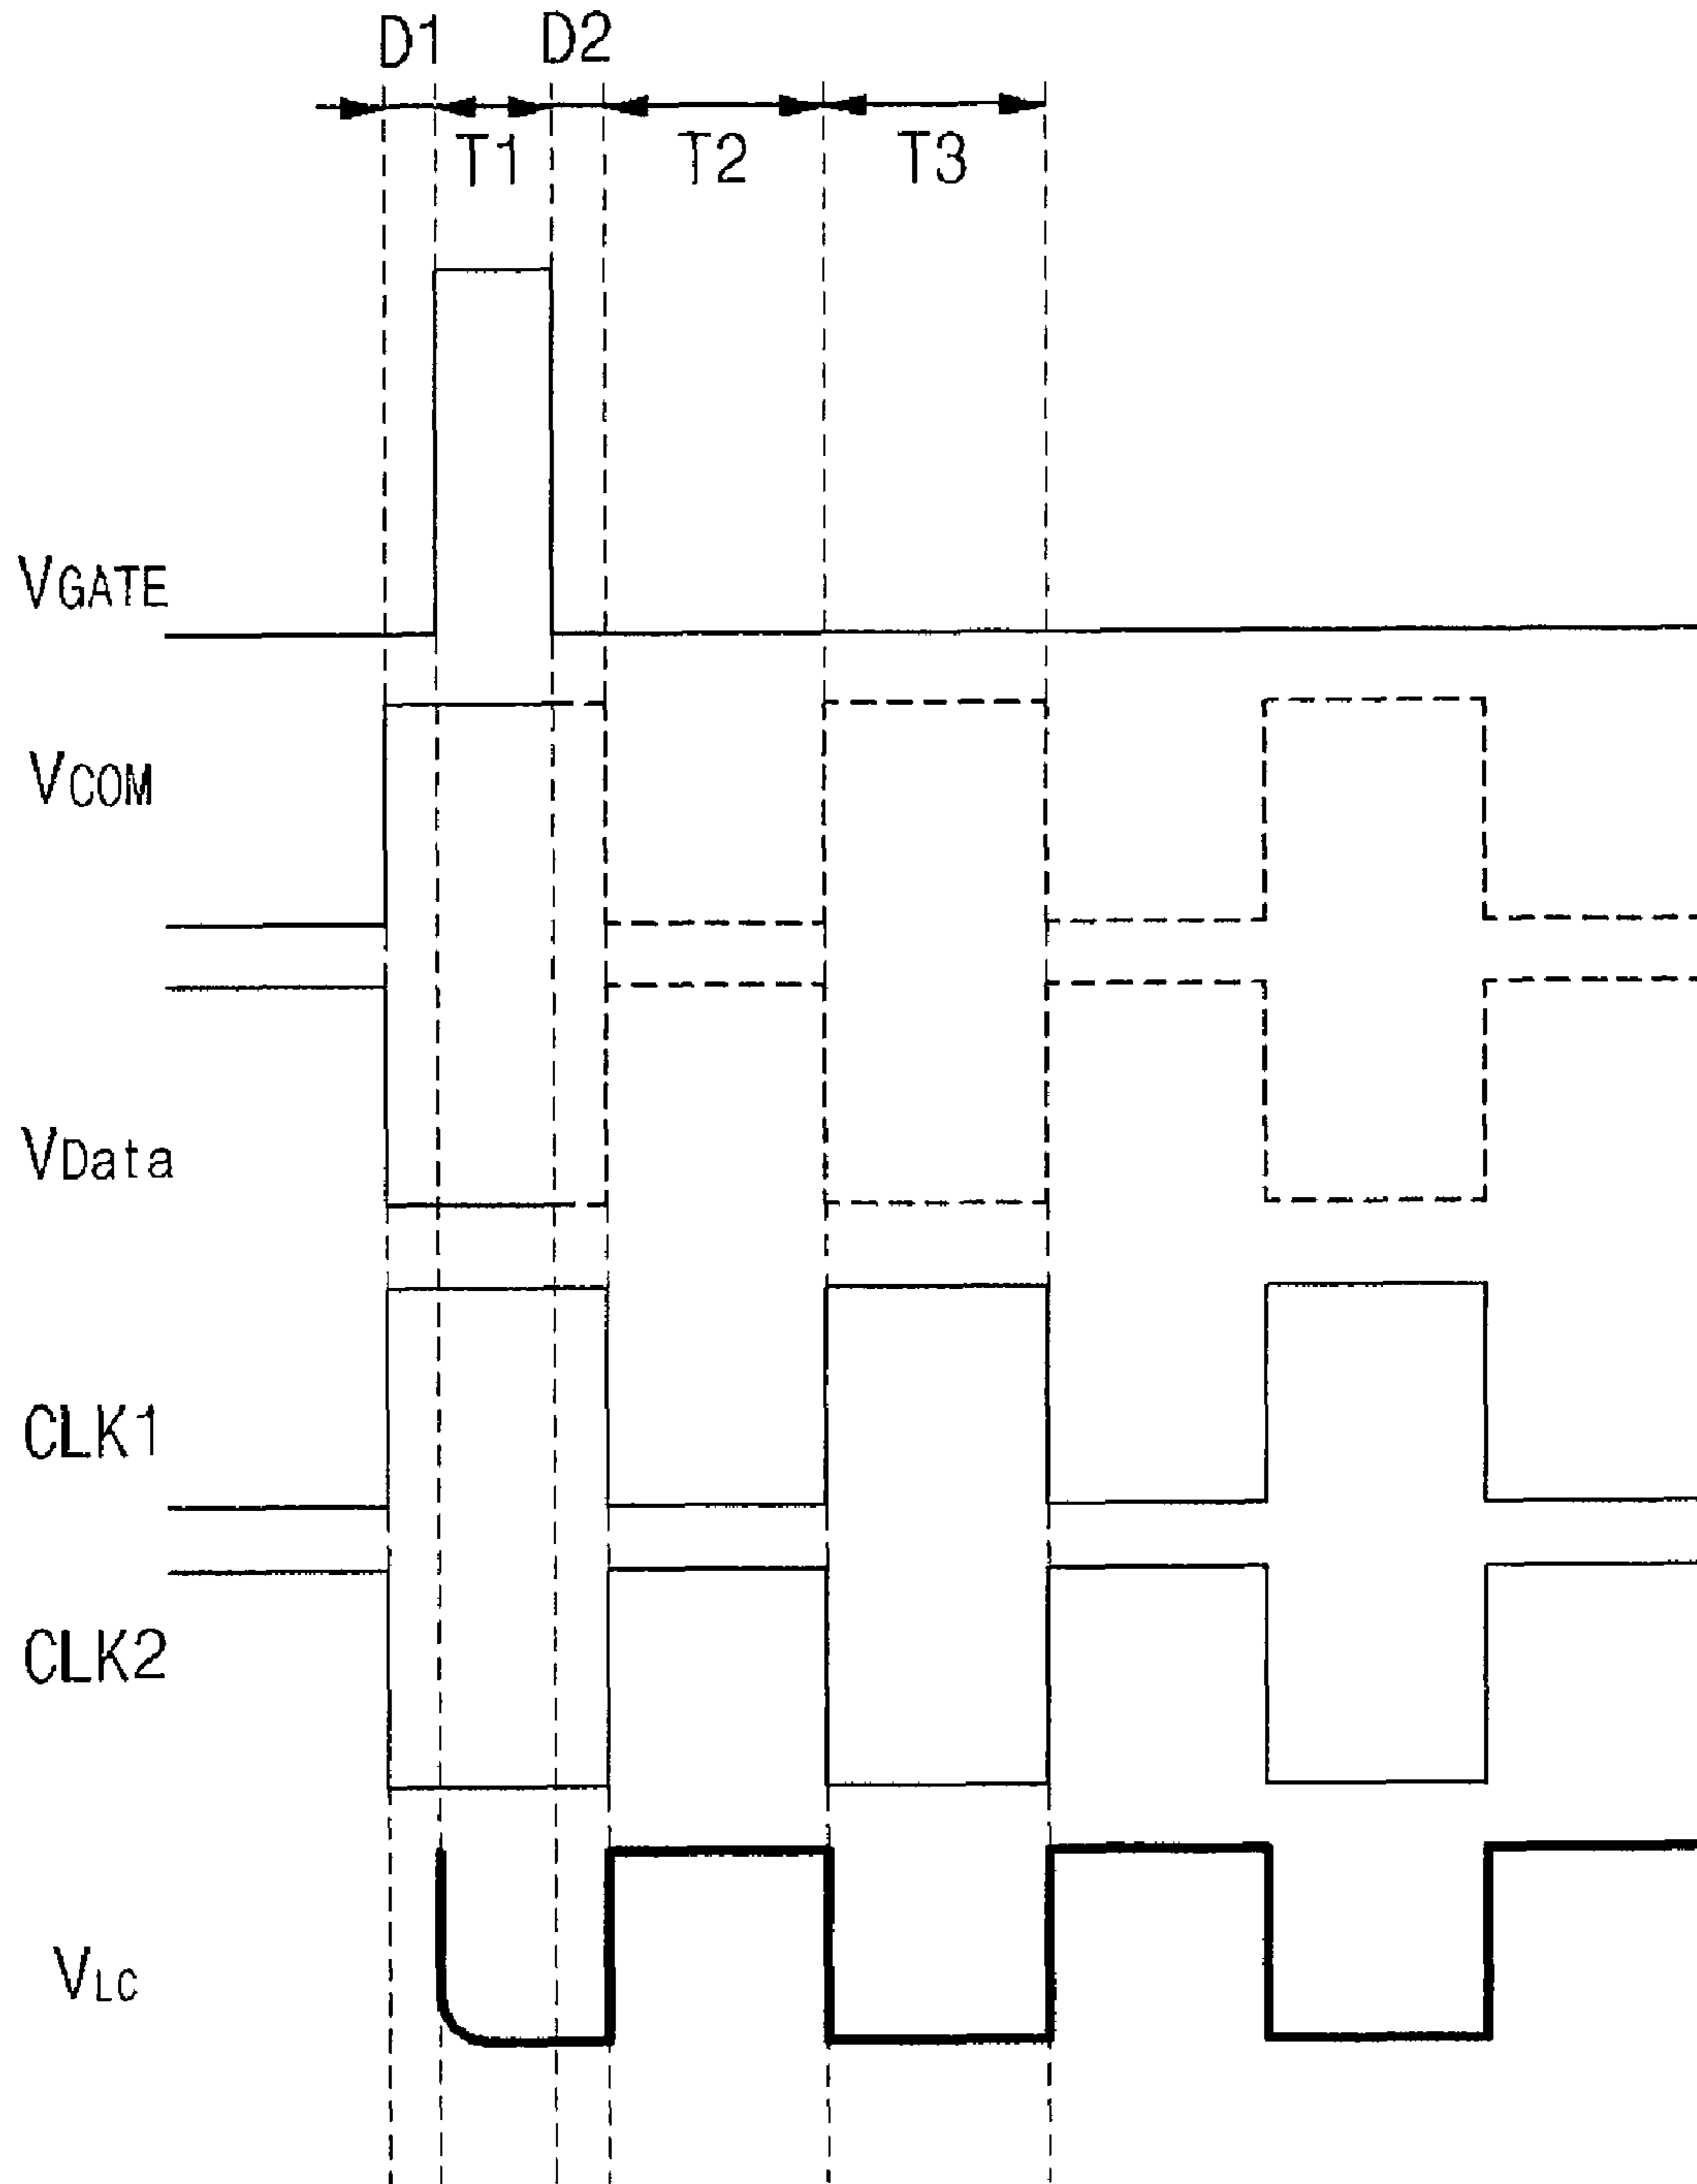 D1 D2
T1 T2 T3
VGATE
VCOM
VData
CLK1
CLK2
VLC